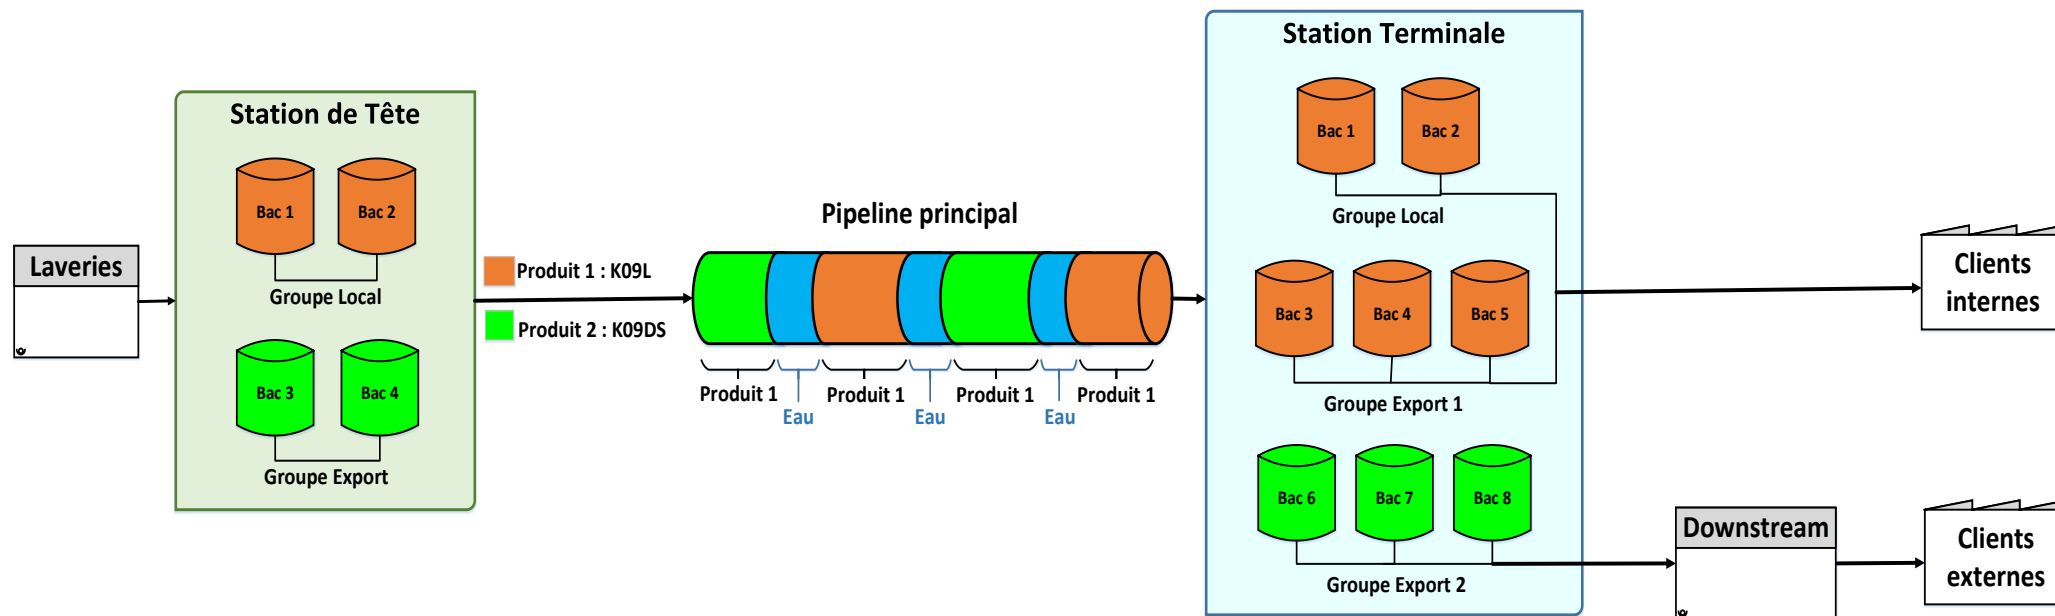 Station Terminale
Station de Tête
Bac 1
Bac 2
Groupe Local
Bac 1
Bac 2
Groupe Local
Laveries
Produit 1 : K09L
Produit 2 : K09DS
Bac 3
Bac 4
Groupe Export
Pipeline principal
Produit 1
Eau
Produit 1
Eau
Produit 1
Eau
Produit 1
Bac 3
Bac 4
Bac 5
Groupe Export 1
Clients
internes
Bac 6
Bac 7
Bac 8
Groupe Export 2
Downstream
Clients
externes